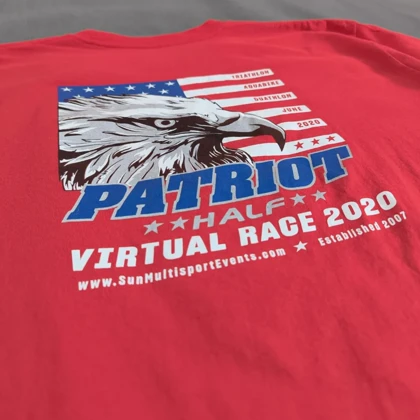 TRIATHLON
AQUABIKE
DUATHLON
JUNE
2020
PATRIOT
HALF
VIRTUAL RACE 2020
www.SunMultisportEvents.com ★ Established 2007